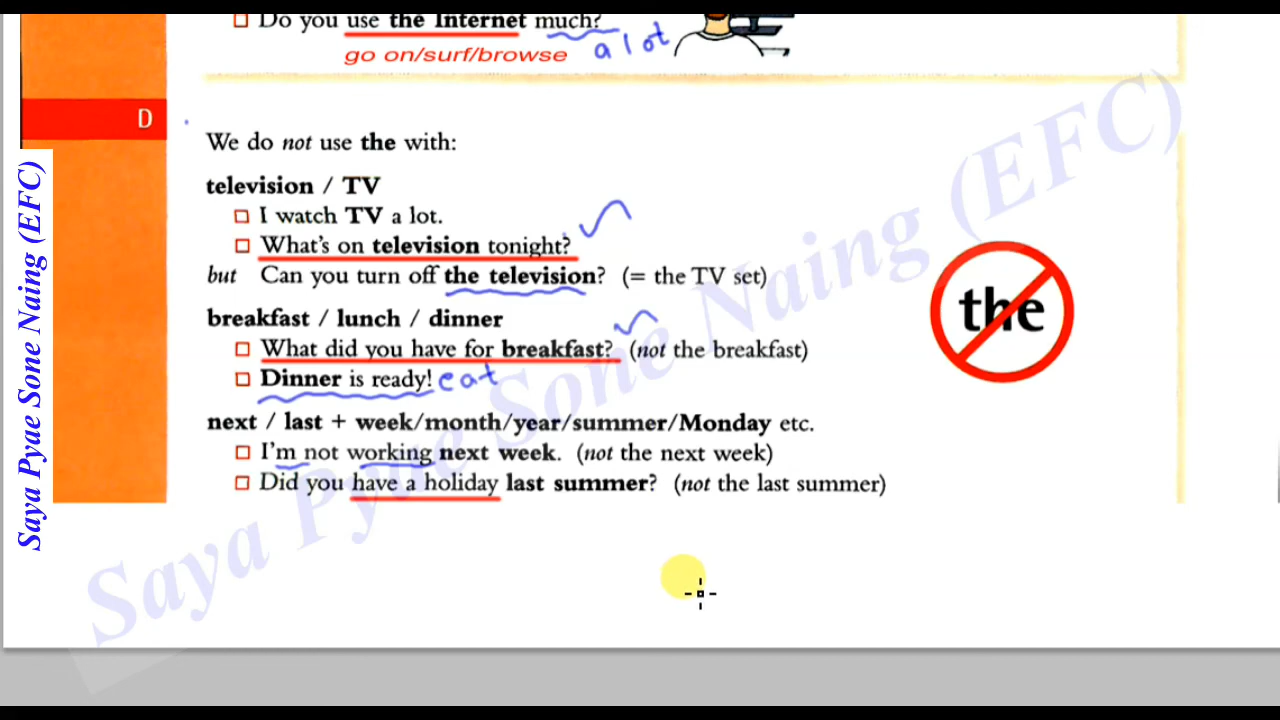 □ Do you use the Internet much?
a lot
go on/surf/browse
D
We do not use the with:
television / TV
□ I watch TV a lot.
□ What's on television tonight?
but Can you turn off the television? (= the TV set)
breakfast / lunch / dinner
□ What did you have for breakfast? (not the breakfast)
□ Dinner is ready! eat
next / last + week/month/year/summer/Monday etc.
□ I'm not working next week. (not the next week)
□ Did you have a holiday last summer? (not the last summer)
the
Saya Pyae Sone Naing (EFC)
Saya Pyae Sone Naing (EFC)